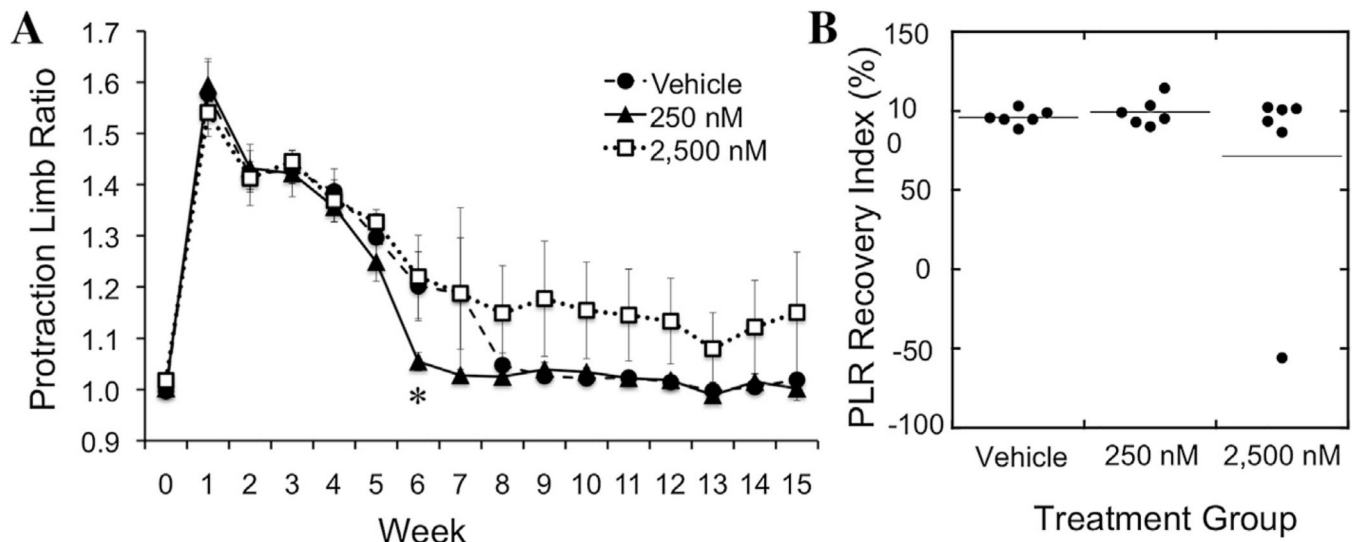 A
Protraction Limb Ratio
1.7
1.6
1.5
1.4
1.3
1.2
1.1
1.0
0.9
Vehicle
250 nM
2,500 nM
*
0 1 2 3 4 5 6 7 8 9 10 11 12 13 14 15
Week
B
PLR Recovery Index (%)
150
10
0
50
0
-50
-100
Vehicle 250 nM 2,500 nM
Treatment Group